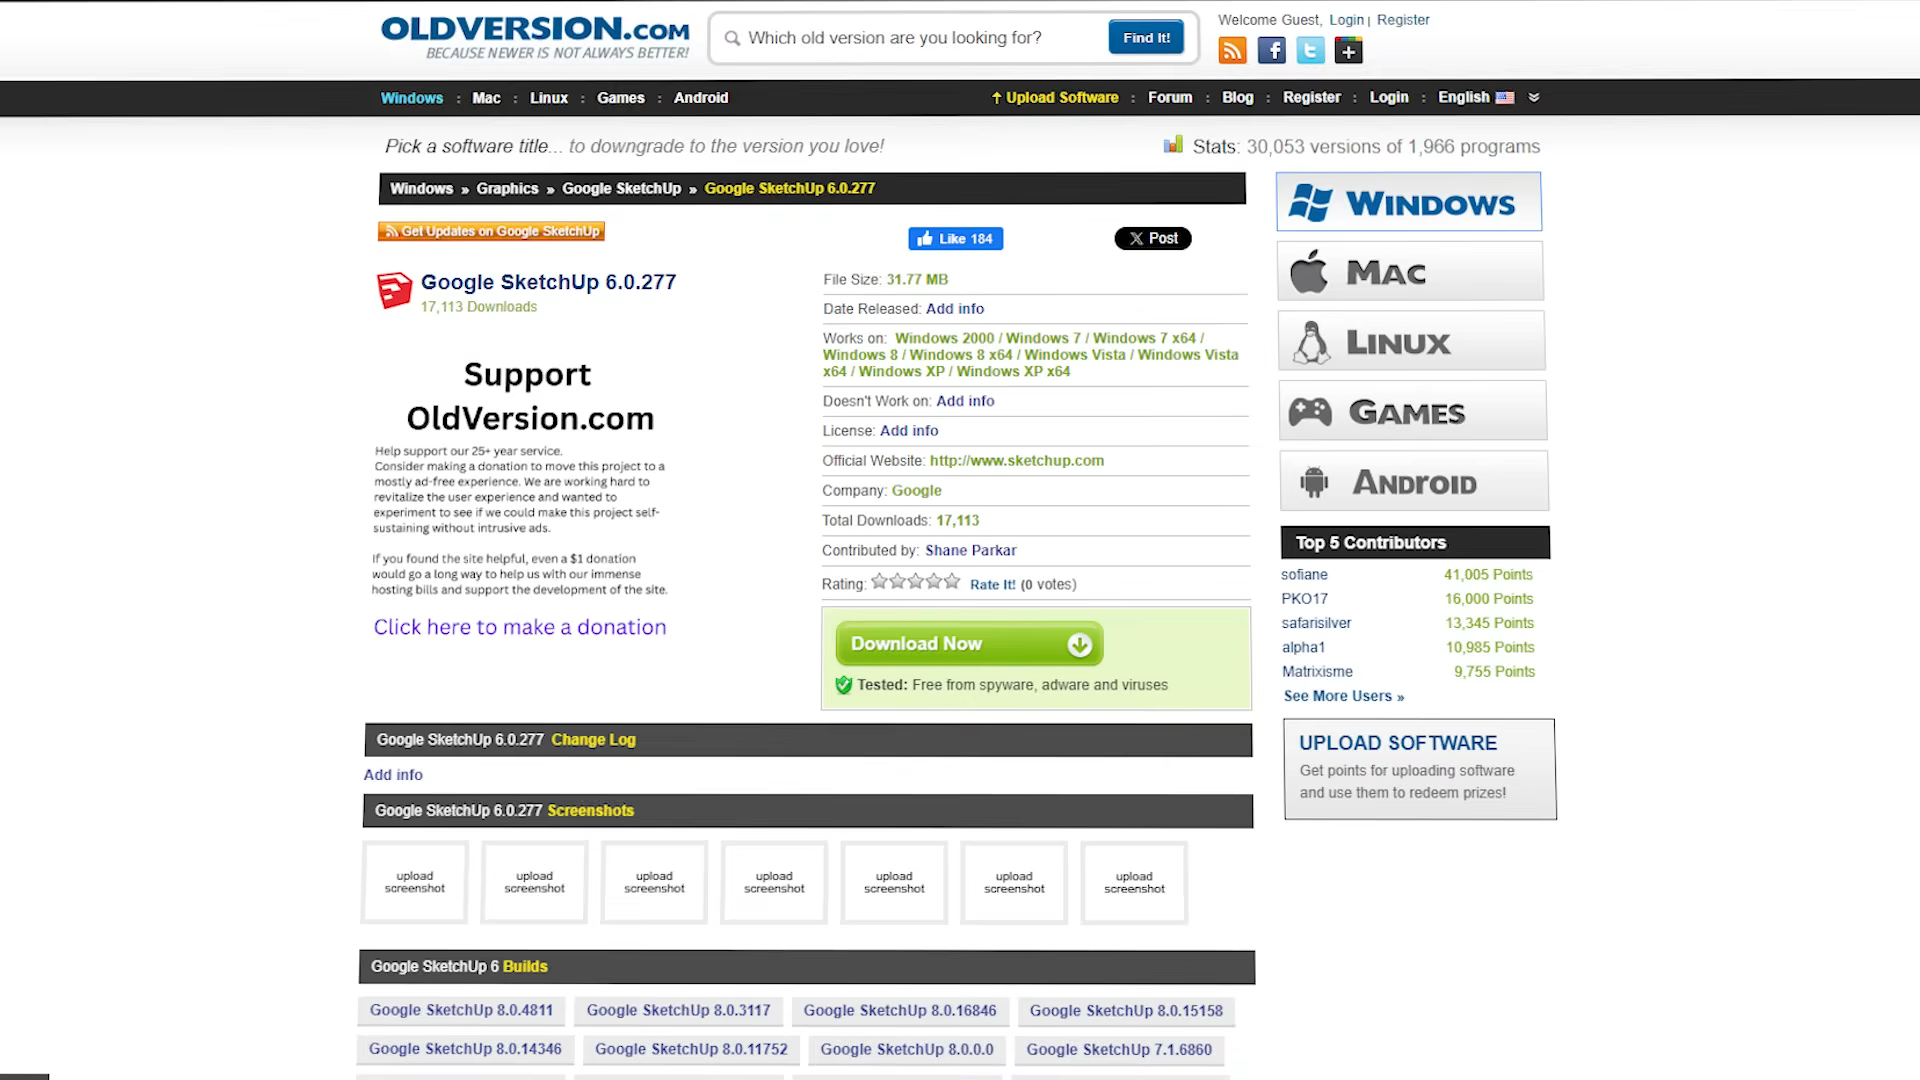 OLDVERSION.COM
BECAUSE NEWER IS NOT ALWAYS BETTER!
Which old version are you looking for?
Find It!
Welcome Guest, Login | Register
Windows : Mac : Linux : Games : Android
Upload Software : Forum : Blog : Register : Login : English
Pick a software title... to downgrade to the version you love!
Stats: 30,053 versions of 1,966 programs
Windows » Graphics » Google SketchUp » Google SketchUp 6.0.277
Get Updates on Google SketchUp
Like 184
X Post
Google SketchUp 6.0.277
17,113 Downloads
Support
OldVersion.com
Help support our 25+ year service.
Consider making a donation to move this project to a
mostly ad-free experience. We are working hard to
revitalize the user experience and wanted to
experiment to see if we could make this project self-
sustaining without intrusive ads.
If you found the site helpful, even a $1 donation
would go a long way to help us with our immense
hosting bills and support the development of the site.
Click here to make a donation
File Size: 31.77 MB
Date Released: Add info
Works on: Windows 2000 / Windows 7 / Windows 7 x64 /
Windows 8 / Windows 8 x64 / Windows Vista / Windows Vista
x64 / Windows XP / Windows XP x64
Doesn't Work on: Add info
License: Add info
Official Website: http://www.sketchup.com
Company: Google
Total Downloads: 17,113
Contributed by: Shane Parkar
Rating: Rate It! (0 votes)
Download Now
Tested: Free from spyware, adware and viruses
Google SketchUp 6.0.277 Change Log
Add info
Google SketchUp 6.0.277 Screenshots
upload
screenshot
upload
screenshot
upload
screenshot
upload
screenshot
upload
screenshot
upload
screenshot
upload
screenshot
Google SketchUp 6 Builds
Google SketchUp 8.0.4811
Google SketchUp 8.0.3117
Google SketchUp 8.0.16846
Google SketchUp 8.0.15158
Google SketchUp 8.0.14346
Google SketchUp 8.0.11752
Google SketchUp 8.0.0.0
Google SketchUp 7.1.6860
WINDOWS
MAC
LINUX
GAMES
ANDROID
Top 5 Contributors
sofiane 41,005 Points
PKO17 16,000 Points
safarisilver 13,345 Points
alpha1 10,985 Points
Matrixisme 9,755 Points
See More Users »
UPLOAD SOFTWARE
Get points for uploading software
and use them to redeem prizes!